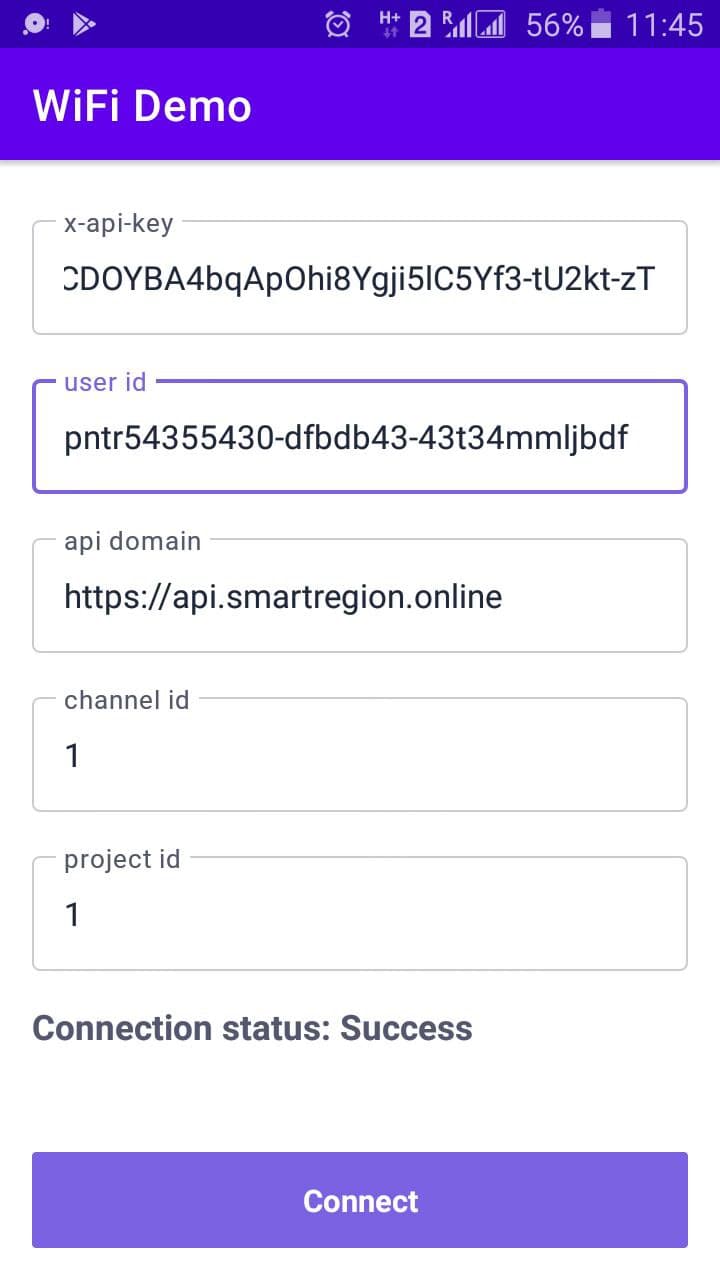 H+ 2 R 56% 11:45
WiFi Demo
x-api-key
CDOYBA4bqApOhi8Ygji5lC5Yf3-tU2kt-zT
user id
pntr54355430-dfbdb43-43t34mmljbdf
api domain
https://api.smartregion.online
channel id
1
project id
1
Connection status: Success
Connect